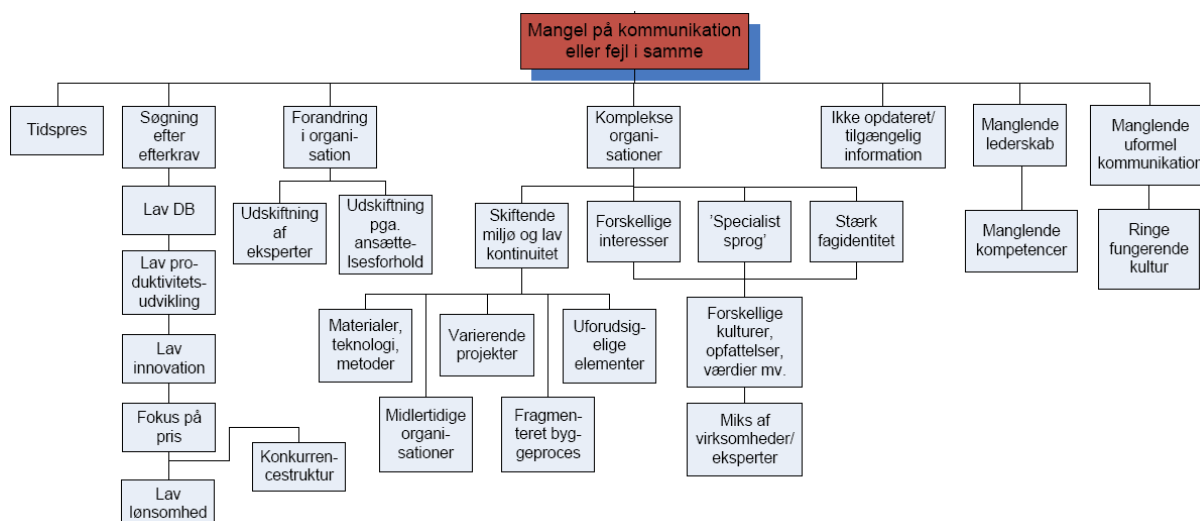 Mangel på kommunikation
eller fejl i samme
Tidspres
Søgning
efter
efterkrav
Forandring
i organi-
sation
Komplekse
organi-
sationer
Ikke opdateret/
tilgængelig
information
Manglende
lederskab
Manglende
uformel
kommunikation
Lav DB
Udskiftning
af
eksperter
Udskiftning
pga.
ansætte-
lsesforhold
Skiftende
miljø og lav
kontinuitet
Forskellige
interesser
'Specialist
sprog'
Stærk
fagidentitet
Manglende
kompetencer
Ringe
fungerende
kultur
Lav pro-
duktivitets-
udvikling
Materialer,
teknologi,
metoder
Varierende
projekter
Uforudsig-
elige
elementer
Forskellige
kulturer,
opfattelser,
værdier mv.
Lav
innovation
Fokus på
pris
Midlertidige
organi-
sationer
Fragmen-
teret byg-
geproces
Miks af
virksomheder/
eksperter
Konkurren-
cestruktur
Lav
lønsomhed